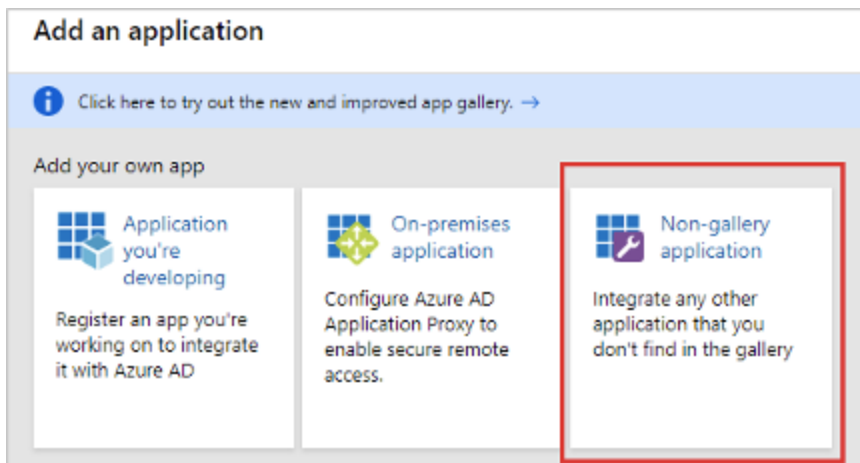 Add an application
Click here to try out the new and improved app gallery. →
Add your own app
Application
you're
developing
Register an app you're
working on to integrate
it with Azure AD
On-premises
application
Configure Azure AD
Application Proxy to
enable secure remote
access.
Non-gallery
application
Integrate any other
application that you
don't find in the gallery